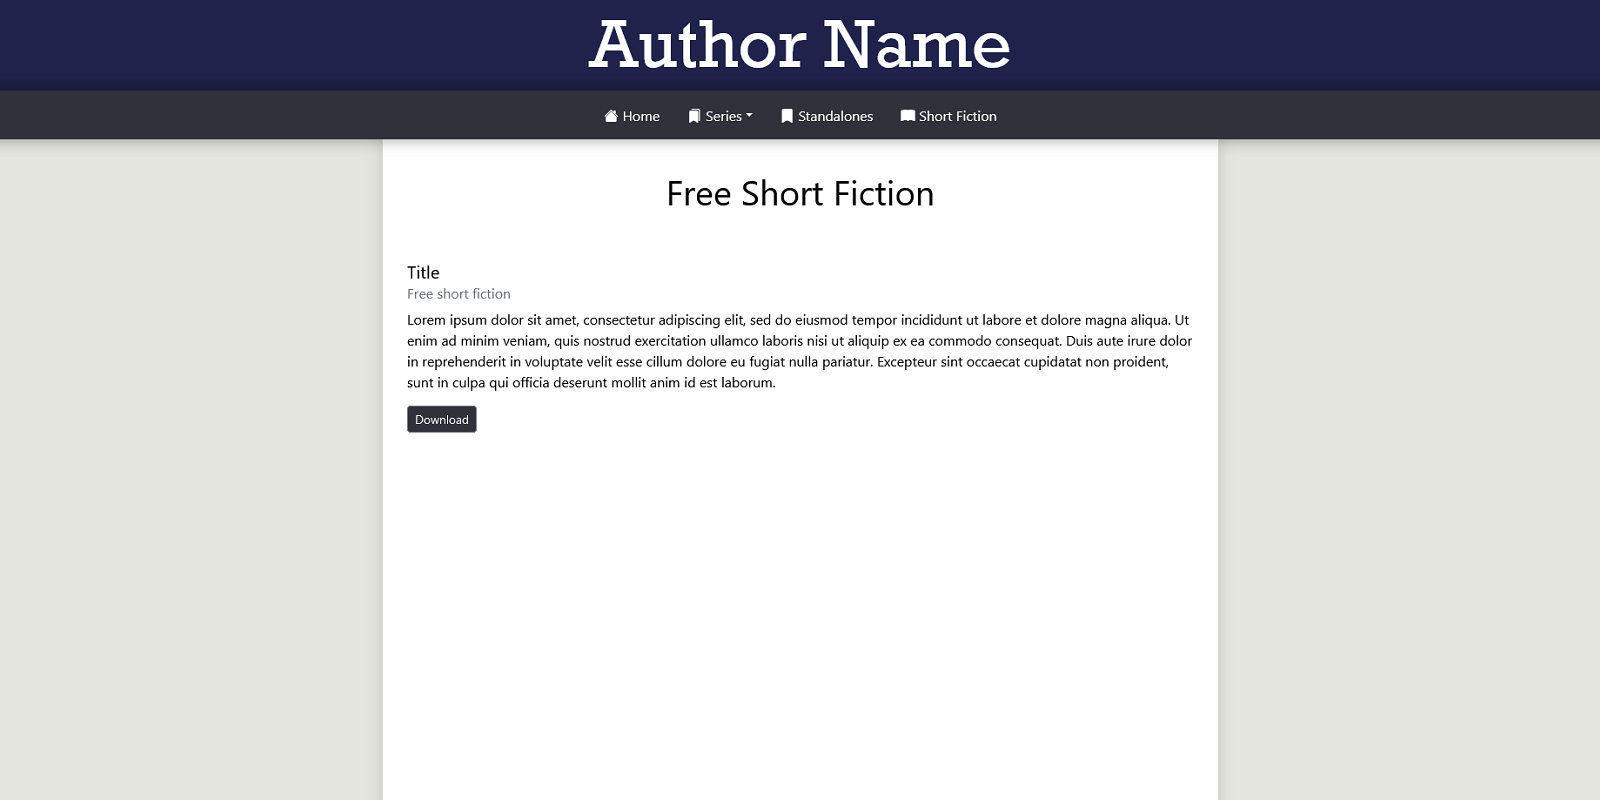 Author Name
Home Series Standalones Short Fiction
Free Short Fiction
Title
Free short fiction
Lorem ipsum dolor sit amet, consectetur adipiscing elit, sed do eiusmod tempor incididunt ut labore et dolore magna aliqua. Ut
enim ad minim veniam, quis nostrud exercitation ullamco laboris nisi ut aliquip ex ea commodo consequat. Duis aute irure dolor
in reprehenderit in voluptate velit esse cillum dolore eu fugiat nulla pariatur. Excepteur sint occaecat cupidatat non proident,
sunt in culpa qui officia deserunt mollit anim id est laborum.
Download